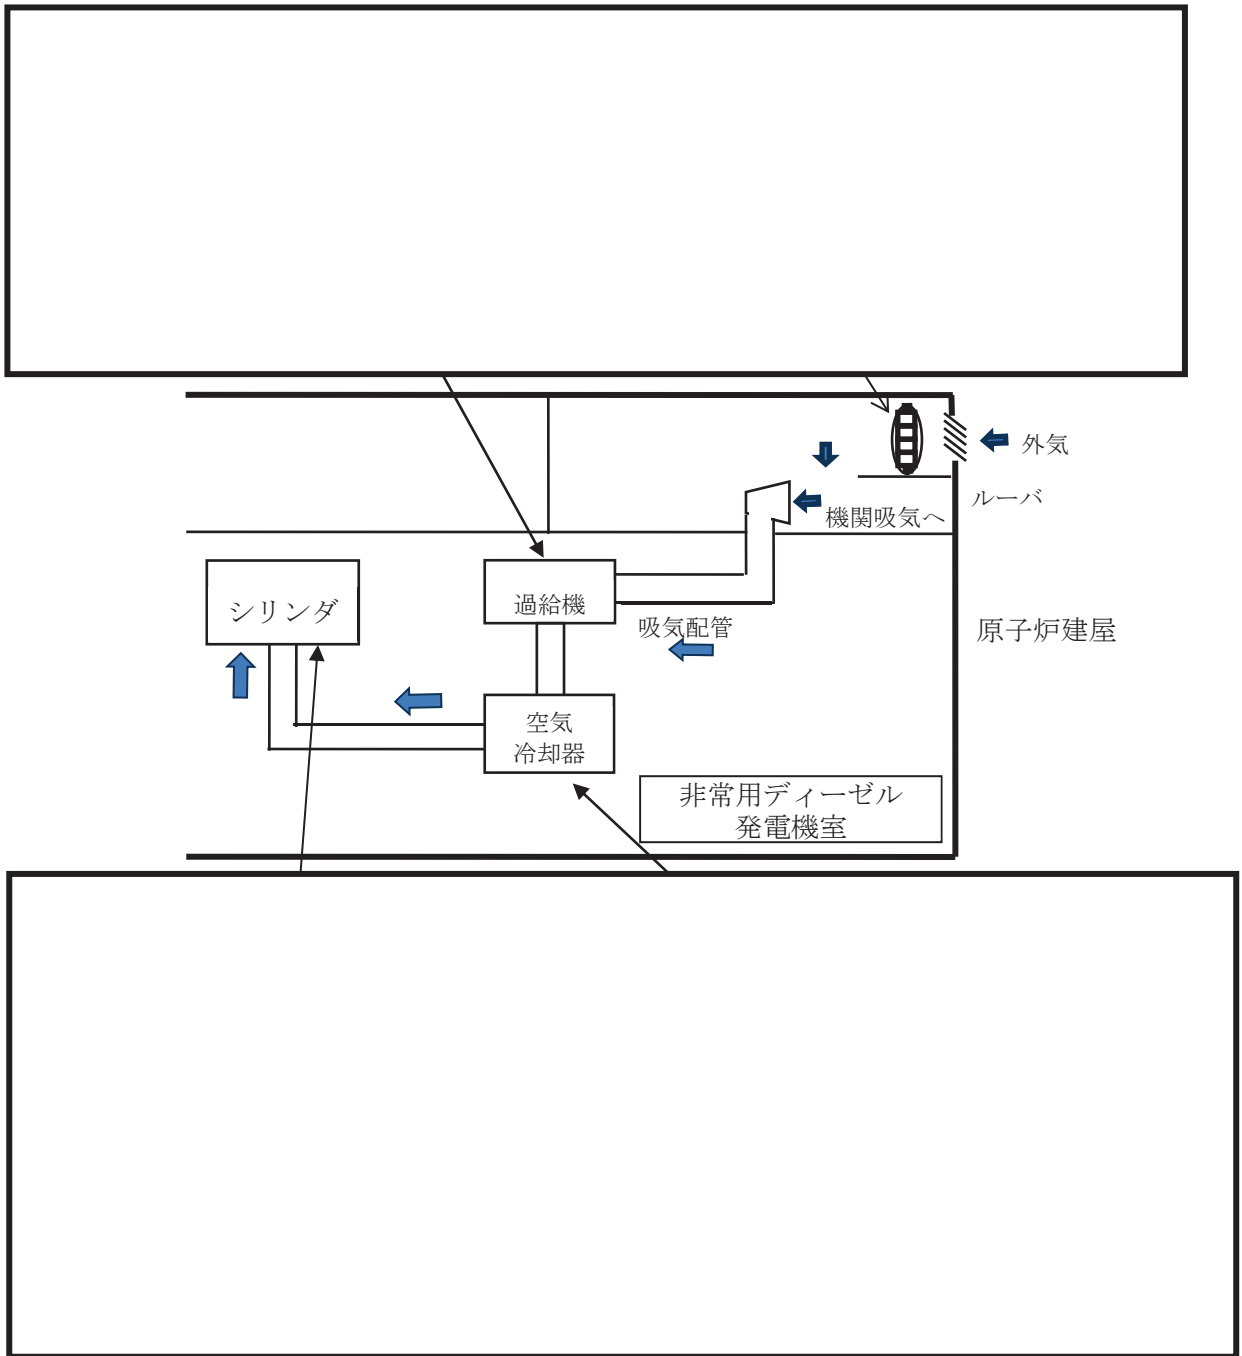 外気
ルーバ
機関吸気へ
過給機
シリンダ
吸気配管
原子炉建屋
空気
冷却器
非常用ディーゼル
発電機室